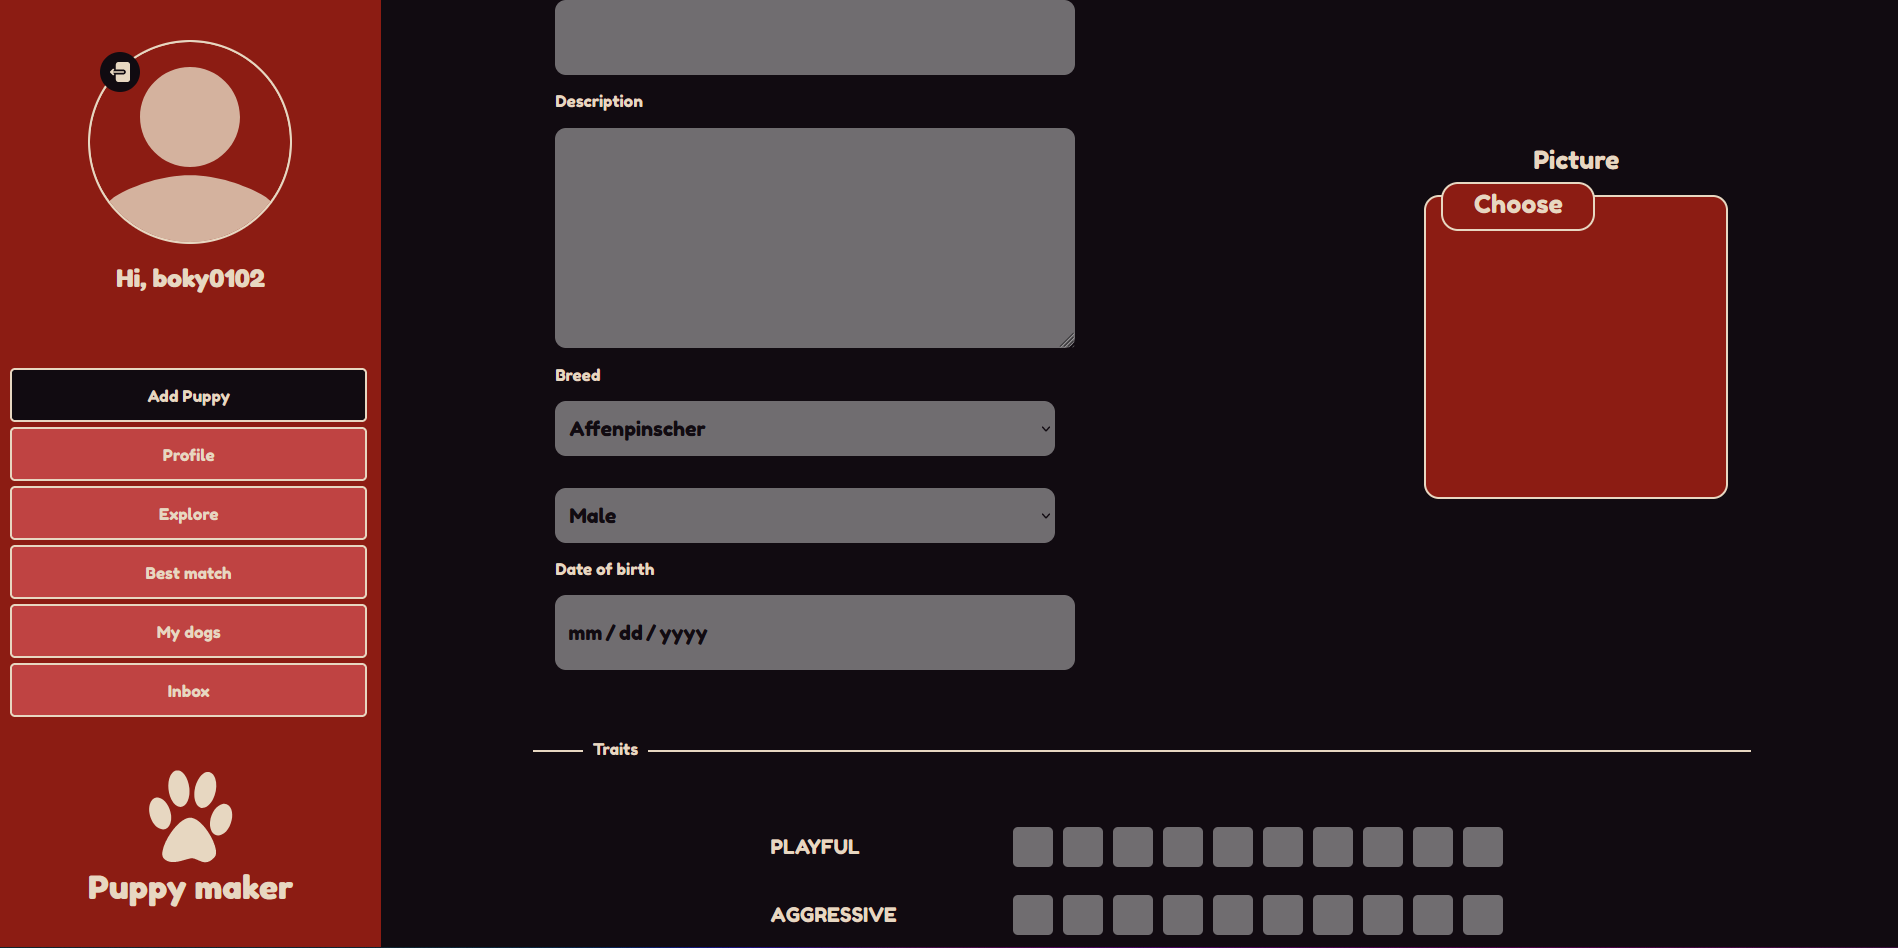 Hi, boky0102
Add Puppy
Profile
Explore
Best match
My dogs
Inbox
Puppy maker
Description
Breed
Affenpinscher
Male
Date of birth
mm / dd / yyyy
Picture
Choose
Traits
PLAYFUL
AGGRESSIVE